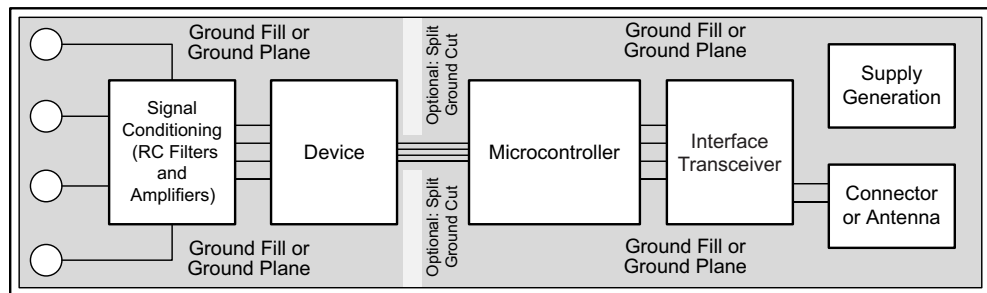 Ground Fill or
Ground Plane
Optional: Split
Ground Cut
Ground Fill or
Ground Plane
Supply
Generation
Signal
Conditioning
(RC Filters
and
Amplifiers)
Device
Microcontroller
Interface
Transceiver
Connector
or Antenna
Ground Fill or
Ground Plane
Optional: Split
Ground Cut
Ground Fill or
Ground Plane